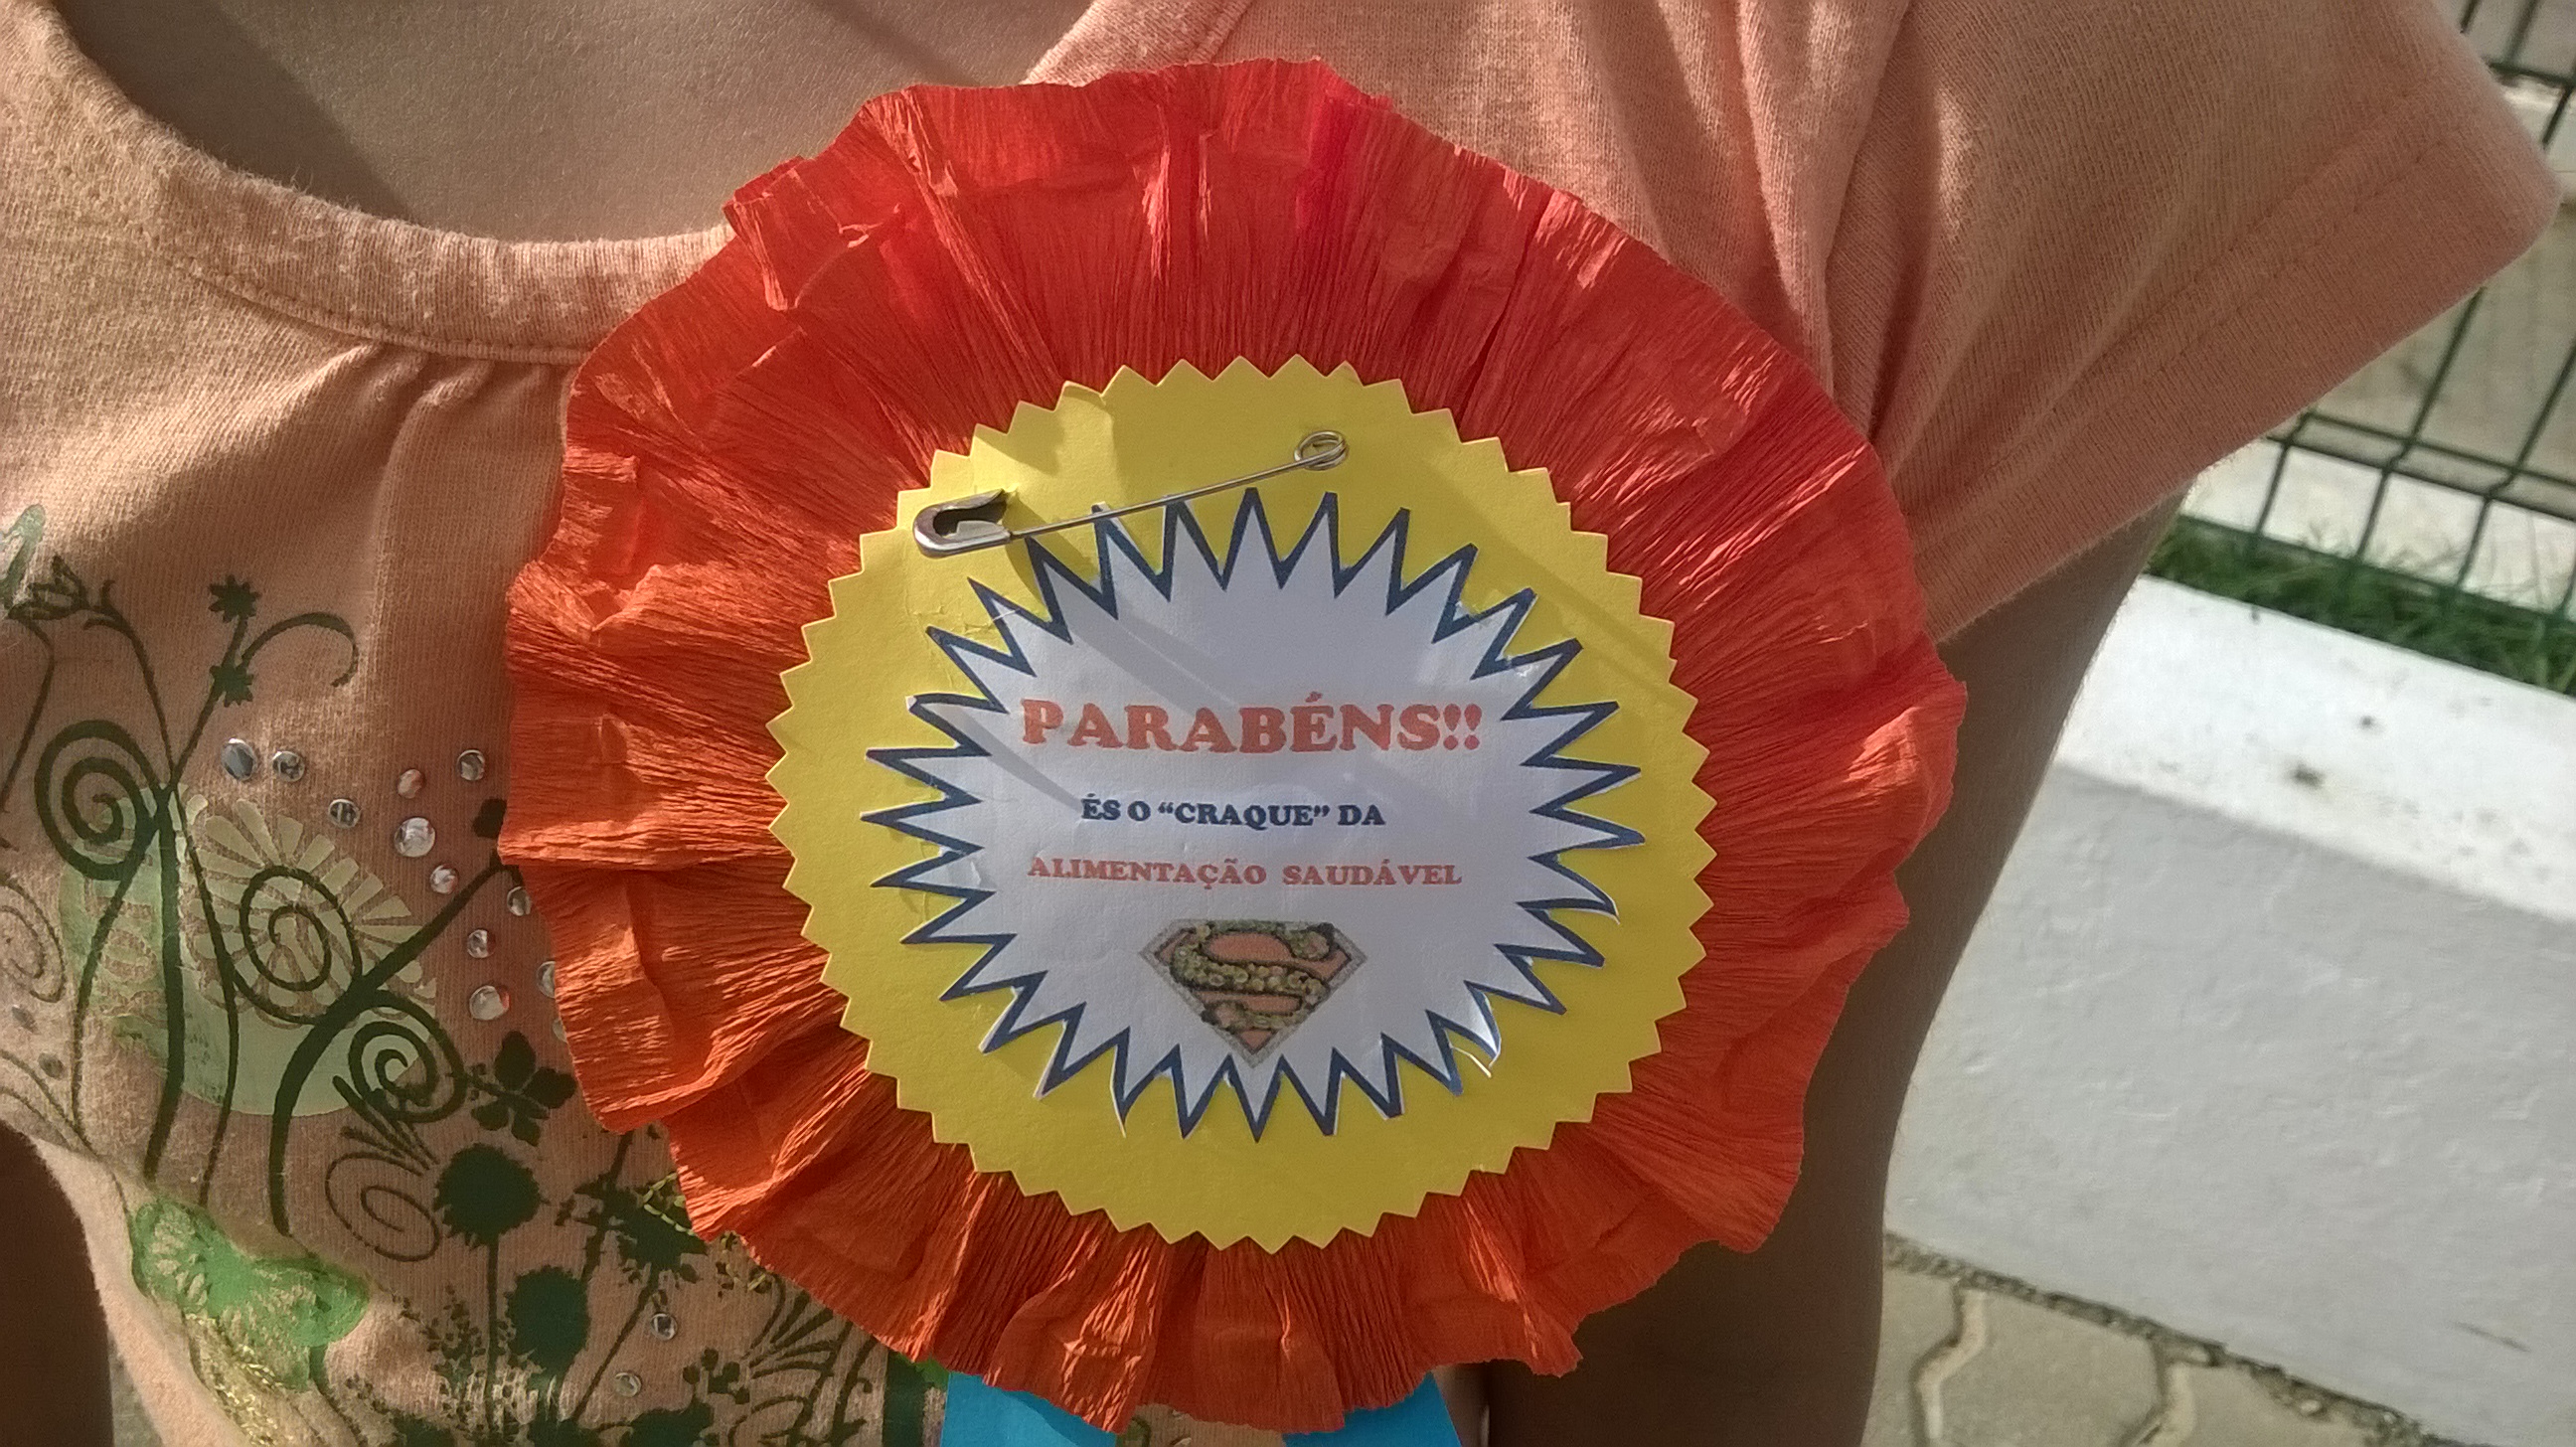 PARABÉNS!!
ÉS O “CRAQUE” DA
ALIMENTAÇÃO SAUDÁVEL